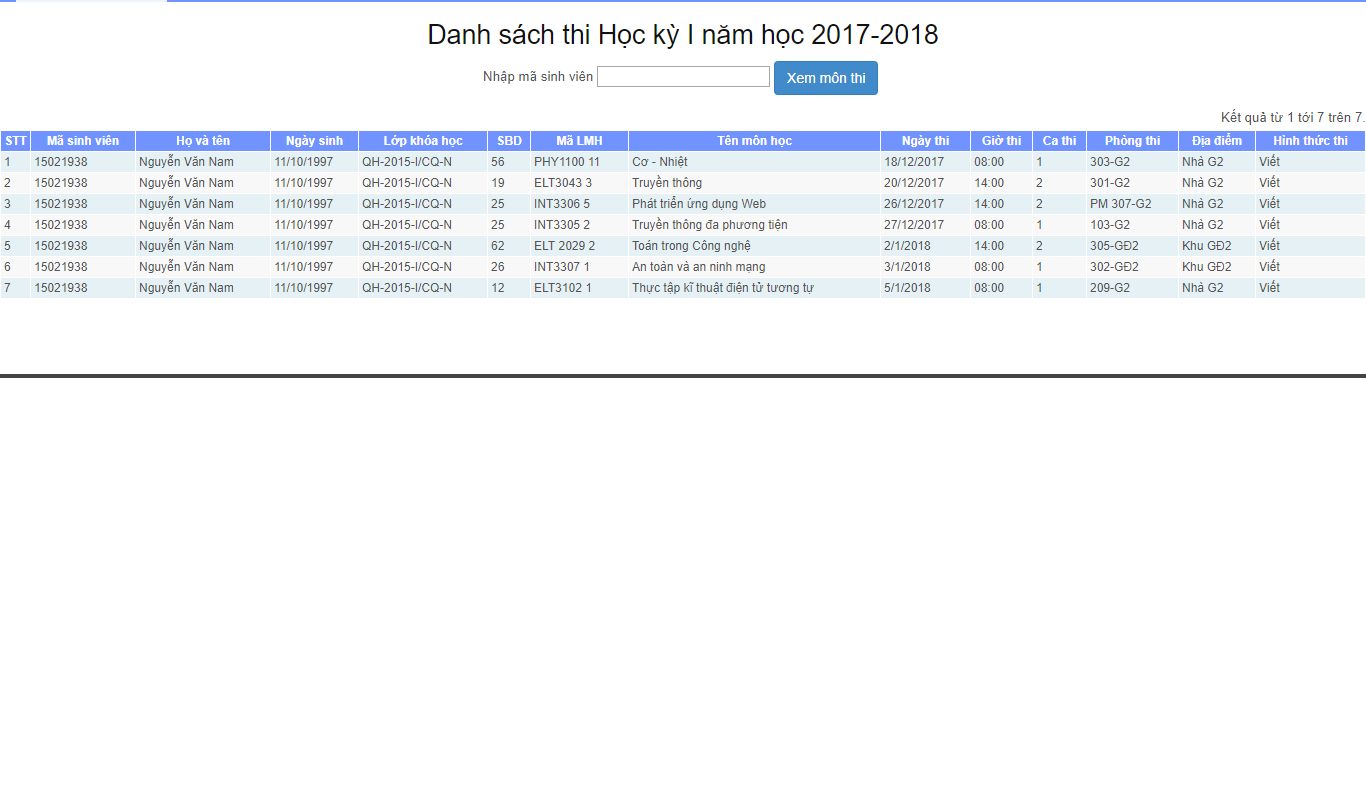 Danh sách thi Học kỳ I năm học 2017-2018
Nhập mã sinh viên Xem môn thi
Kết quả từ 1 tới 7 trên 7.
STT Mã sinh viên Họ và tên Ngày sinh Lớp khóa học SBD Mã LMH Tên môn học Ngày thi Giờ thi Ca thi Phòng thi Địa điểm Hình thức thi
1 15021938 Nguyễn Văn Nam 11/10/1997 QH-2015-I/CQ-N 56 PHY1100 11 Cơ - Nhiệt 18/12/2017 08:00 1 303-G2 Nhà G2 Viết
2 15021938 Nguyễn Văn Nam 11/10/1997 QH-2015-I/CQ-N 19 ELT3043 3 Truyền thông 20/12/2017 14:00 2 301-G2 Nhà G2 Viết
3 15021938 Nguyễn Văn Nam 11/10/1997 QH-2015-I/CQ-N 25 INT3306 5 Phát triển ứng dụng Web 26/12/2017 14:00 2 PM 307-G2 Nhà G2 Viết
4 15021938 Nguyễn Văn Nam 11/10/1997 QH-2015-I/CQ-N 25 INT3305 2 Truyền thông đa phương tiện 27/12/2017 08:00 1 103-G2 Nhà G2 Viết
5 15021938 Nguyễn Văn Nam 11/10/1997 QH-2015-I/CQ-N 62 ELT 2029 2 Toán trong Công nghệ 2/1/2018 14:00 2 305-GĐ2 Khu GĐ2 Viết
6 15021938 Nguyễn Văn Nam 11/10/1997 QH-2015-I/CQ-N 26 INT3307 1 An toàn và an ninh mạng 3/1/2018 08:00 1 302-GĐ2 Khu GĐ2 Viết
7 15021938 Nguyễn Văn Nam 11/10/1997 QH-2015-I/CQ-N 12 ELT3102 1 Thực tập kĩ thuật điện tử tương tự 5/1/2018 08:00 1 209-G2 Nhà G2 Viết